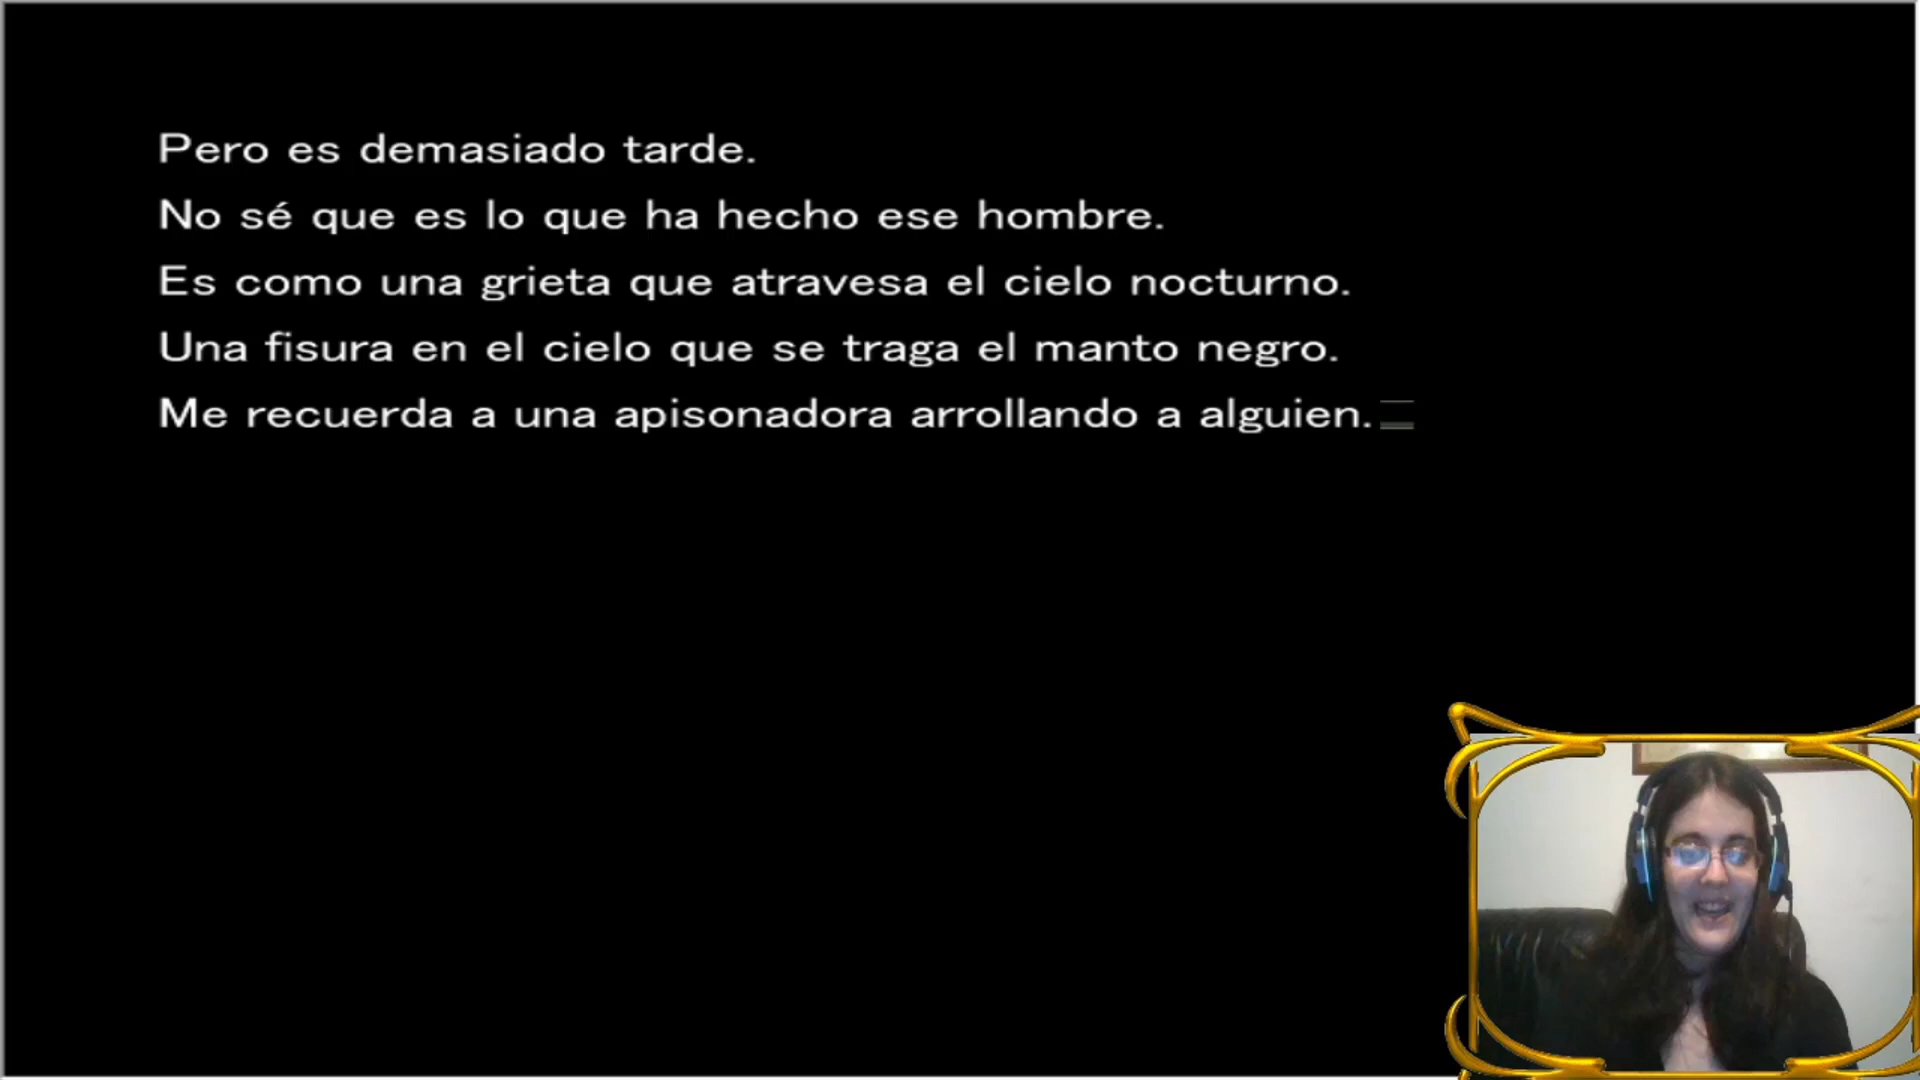 Pero es demasiado tarde.
No sé que es lo que ha hecho ese hombre.
Es como una grieta que atravesa el cielo nocturno.
Una fisura en el cielo que se traga el manto negro.
Me recuerda a una apisonadora arrollando a alguien.